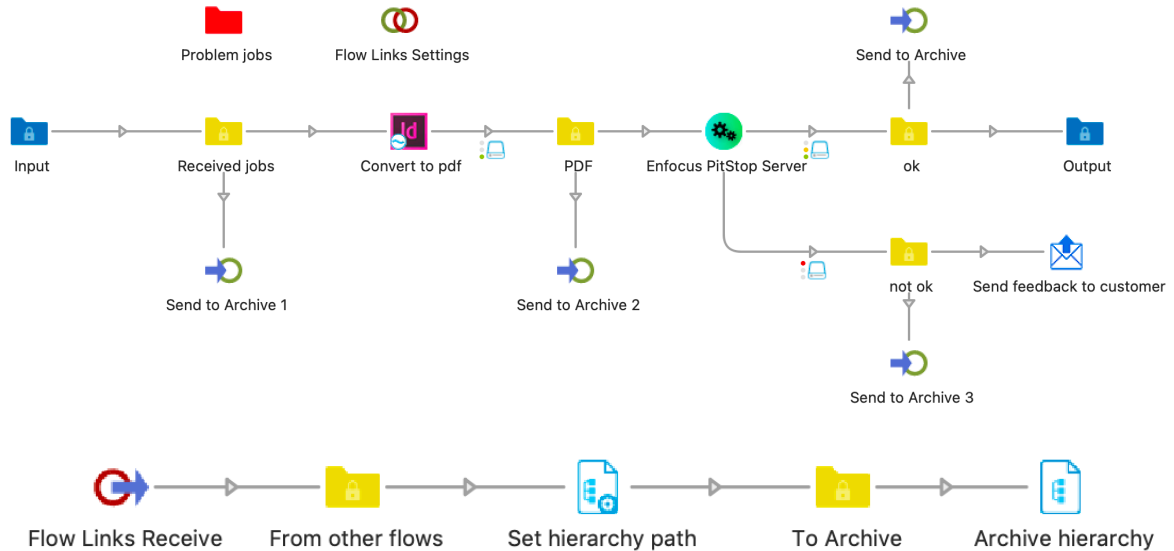 Problem jobs
Flow Links Settings
Send to Archive
Id
Input
Received jobs
Convert to pdf
PDF
Enfocus PitStop Server
ok
Output
not ok
Send feedback to customer
Send to Archive 1
Send to Archive 2
Send to Archive 3
Flow Links Receive
From other flows
Set hierarchy path
To Archive
Archive hierarchy